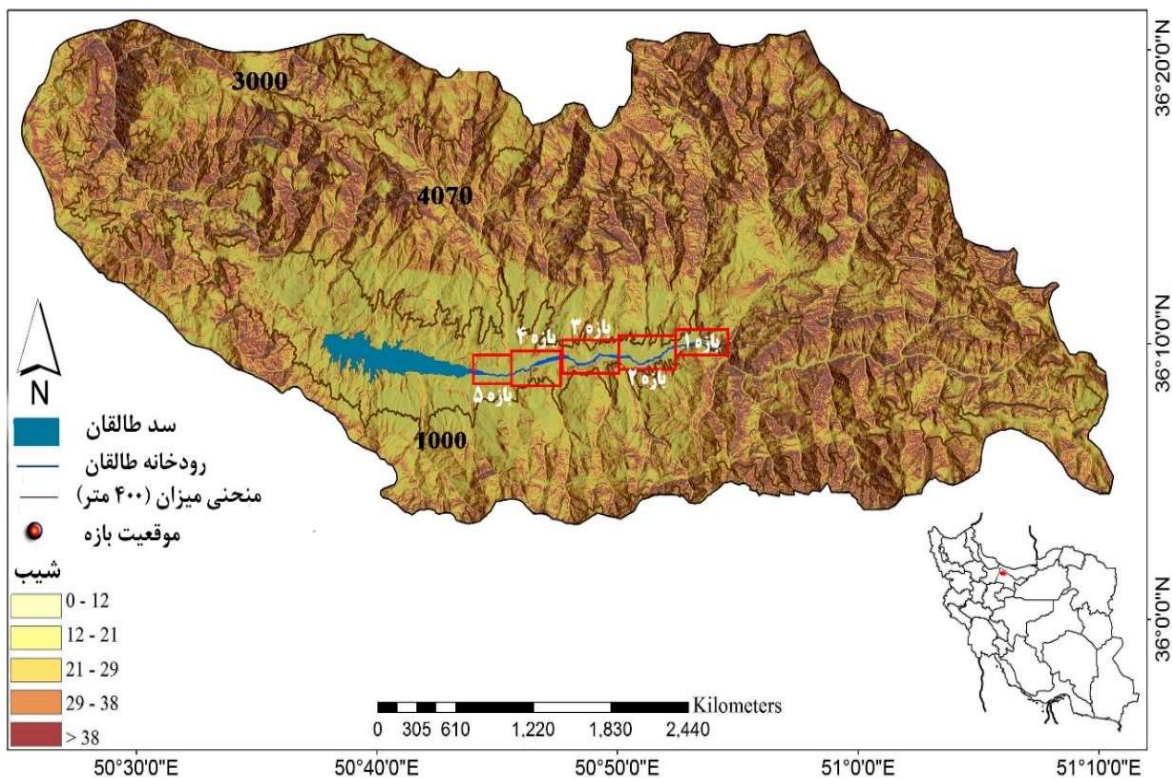 3000
4070
1000
بازه ۱
بازه ۲
بازه ۳
بازه ۴
بازه ۵
N
سد طالقان
رودخانه طالقان
منحنی میزان (۴۰۰ متر)
موقعیت بازه
شیب
0 - 12
12 - 21
21 - 29
29 - 38
> 38
Kilometers
0 305 610 1,220 1,830 2,440
36°20'0"N
36°10'0"N
36°0'0"N
50°30'0"E 50°40'0"E 50°50'0"E 51°0'0"E 51°10'0"E